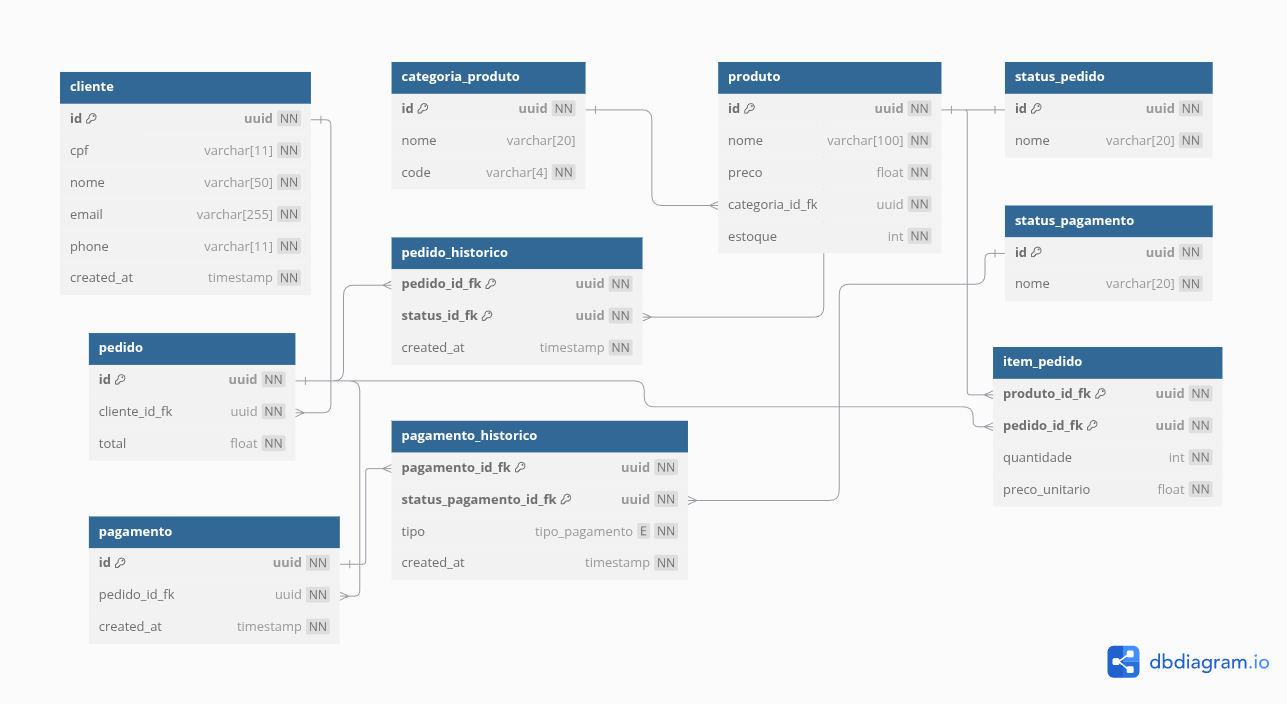 cliente
id uuid NN
cpf varchar[11] NN
nome varchar[50] NN
email varchar[255] NN
phone varchar[11] NN
created_at timestamp NN
categoria_produto
id uuid NN
nome varchar[20]
code varchar[4] NN
produto
id uuid NN
nome varchar[100] NN
preco float NN
categoria_id_fk uuid NN
estoque int NN
status_pedido
id uuid NN
nome varchar[20] NN
status_pagamento
id uuid NN
nome varchar[20] NN
pedido_historico
pedido_id_fk uuid NN
status_id_fk uuid NN
created_at timestamp NN
pedido
id uuid NN
cliente_id_fk uuid NN
total float NN
item_pedido
produto_id_fk uuid NN
pedido_id_fk uuid NN
quantidade int NN
preco_unitario float NN
pagamento_historico
pagamento_id_fk uuid NN
status_pagamento_id_fk uuid NN
tipo tipo_pagamento E NN
created_at timestamp NN
pagamento
id uuid NN
pedido_id_fk uuid NN
created_at timestamp NN
dbdiagram.io